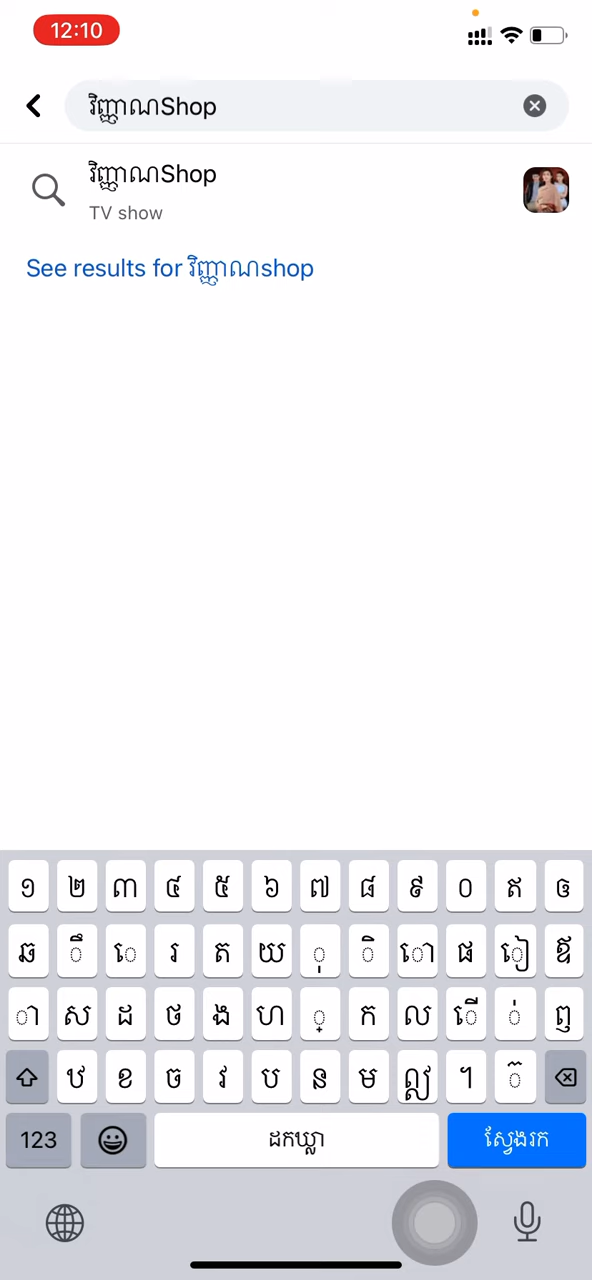 12:10
វិញ្ញាណShop
វិញ្ញាណShop
TV show
See results for វិញ្ញាណshop
១ ២ ៣ ៤ ៥ ៦ ៧ ៨ ៩ ០ ឥ ឲ
ឆ ឹ េ រ ត យ ុ ិ ោ ផ ៀ ឪ
ា ស ដ ថ ង ហ ្ ក ល ើ ់ ឭ
ឋ ខ ច វ ប ន ម ឦ ។ ៊
123 ដកឃ្លា ស្វែងរក